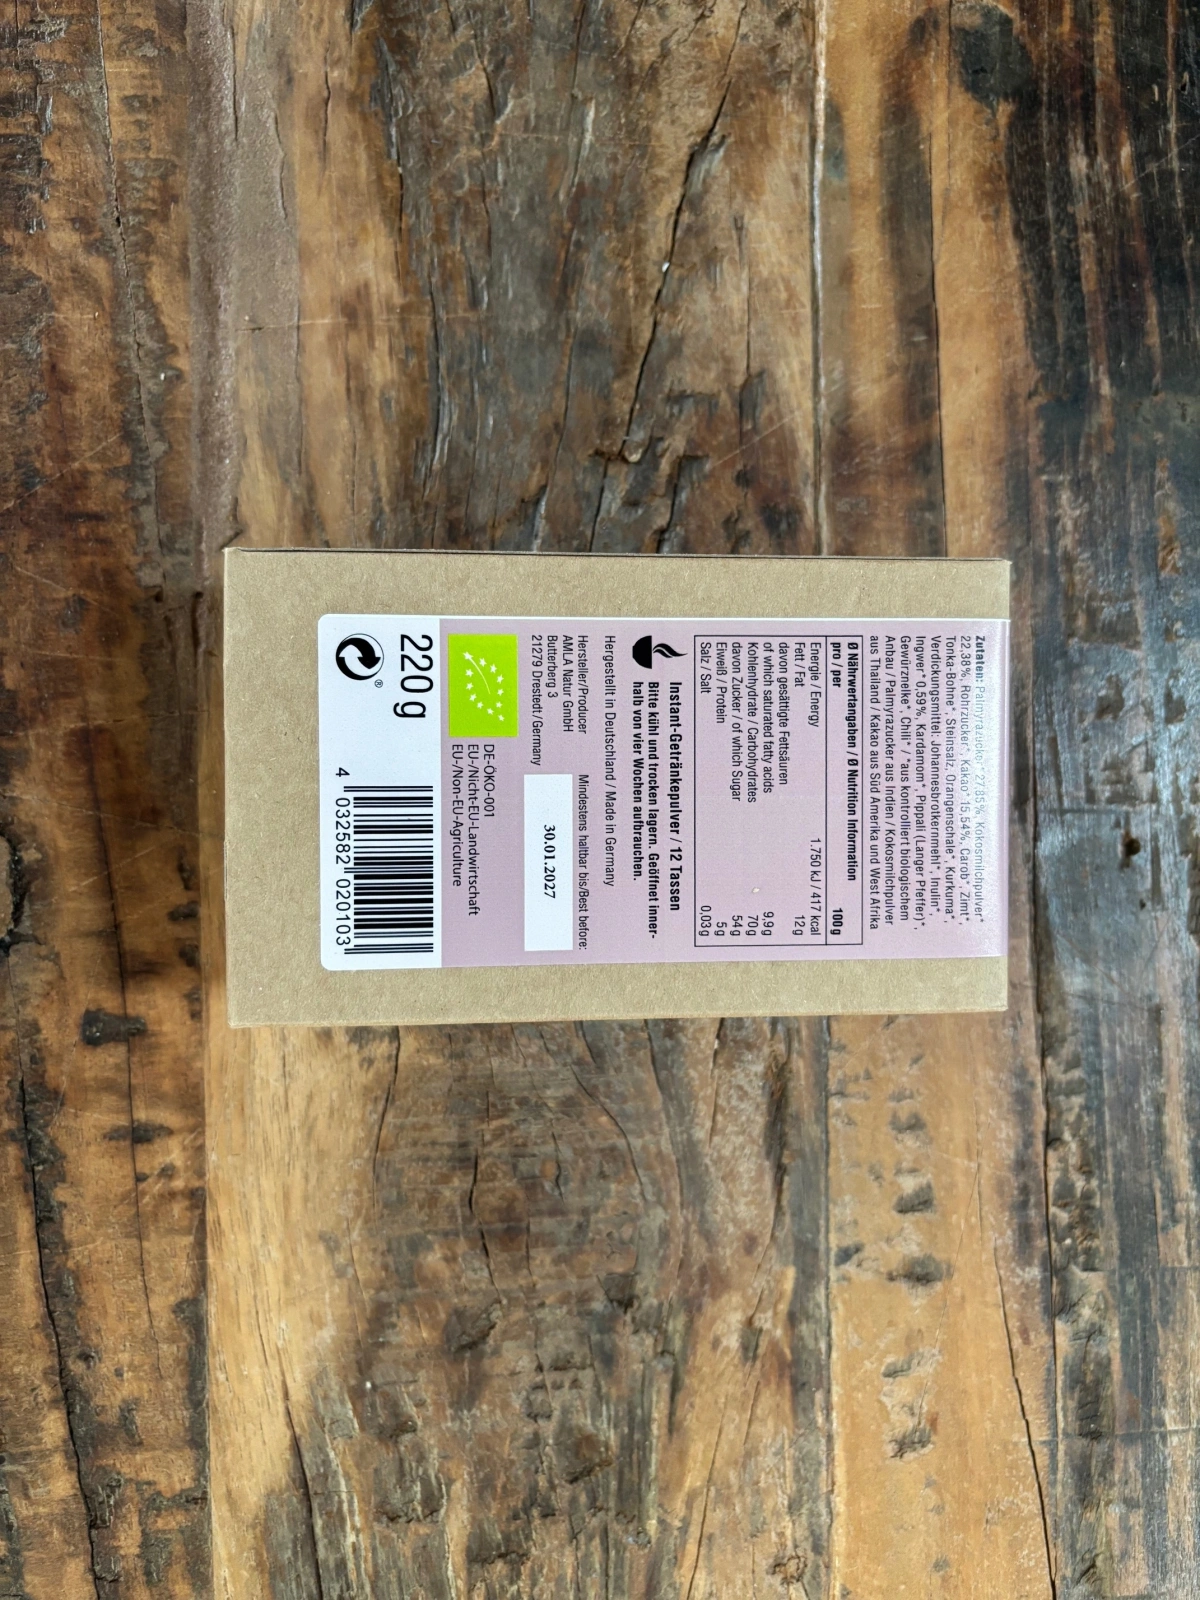 Zutaten: Palmyrazucker* 27,85%, Kokosmilchpulver*
22,38%, Rohrzucker*, Kakao* 15,54%, Carob*, Zimt*,
Tonka-Bohne*, Steinsalz, Orangenschale*, Kurkuma*,
Verdickungsmittel: Johannesbrotkernmehl*, Inulin*,
Ingwer* 0,59%, Kardamom*, Pippali (Langer Pfeffer)*,
Gewürznelke*, Chili* / *aus kontrolliert biologischem
Anbau / Palmyrazucker aus Indien / Kokosmilchpulver
aus Thailand / Kakao aus Süd Amerika und West Afrika
Ø Nährwertangaben / Ø Nutrition Information
pro / per 100g
Energie / Energy 1.750 kJ / 417 kcal
Fett / Fat 12g
davon gesättigte Fettsäuren
of which saturated fatty acids 9,9g
Kohlenhydrate / Carbohydrates 70g
davon Zucker / of which Sugar 54g
Eiweiß / Protein 5g
Salz / Salt 0,03g
Instant-Getränkepulver / 12 Tassen
Bitte kühl und trocken lagern. Geöffnet inner-
halb von vier Wochen aufbrauchen.
Hergestellt in Deutschland / Made in Germany
Hersteller/Producer
AMLA Natur GmbH
Butterberg 3
21279 Drestedt/Germany
Mindestens haltbar bis/Best before:
30.01.2027
DE-ÖKO-001
EU-/Nicht-EU-Landwirtschaft
EU-/Non-EU-Agriculture
220 g
®
4 032582 020103